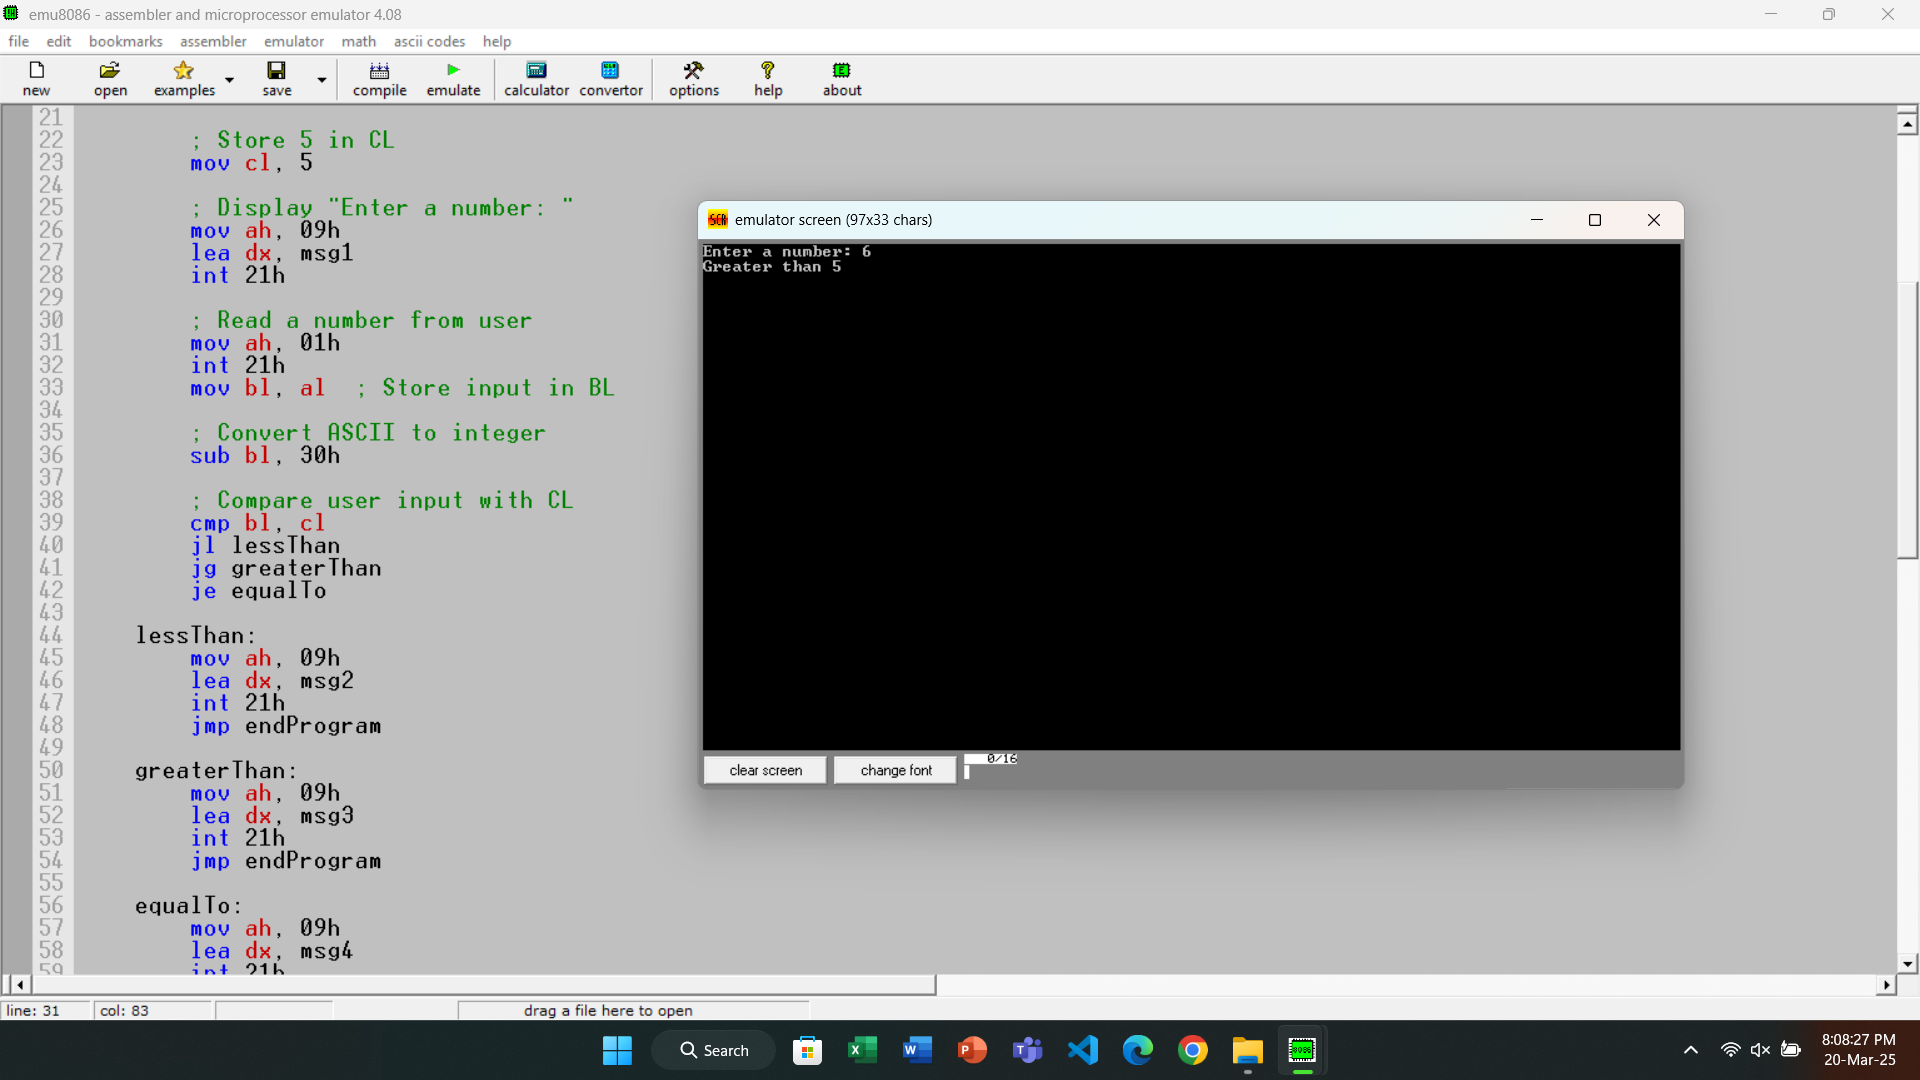 emu8086 - assembler and microprocessor emulator 4.08
file edit bookmarks assembler emulator math ascii codes help
new open examples save compile emulate calculator convertor options help about
21
22 ; Store 5 in CL
23 mov cl, 5
24
25 ; Display "Enter a number: "
26 mov ah, 09h
27 lea dx, msg1
28 int 21h
29
30 ; Read a number from user
31 mov ah, 01h
32 int 21h
33 mov bl, al ; Store input in BL
34
35 ; Convert ASCII to integer
36 sub bl, 30h
37
38 ; Compare user input with CL
39 cmp bl, cl
40 jl lessThan
41 jg greaterThan
42 je equalTo
43
44 lessThan:
45 mov ah, 09h
46 lea dx, msg2
47 int 21h
48 jmp endProgram
49
50 greaterThan:
51 mov ah, 09h
52 lea dx, msg3
53 int 21h
54 jmp endProgram
55
56 equalTo:
57 mov ah, 09h
58 lea dx, msg4
59 int 21h
SCR emulator screen (97x33 chars)
Enter a number: 6
Greater than 5
clear screen change font 0/16
line: 31 col: 83 drag a file here to open
Search
8:08:27 PM
20-Mar-25